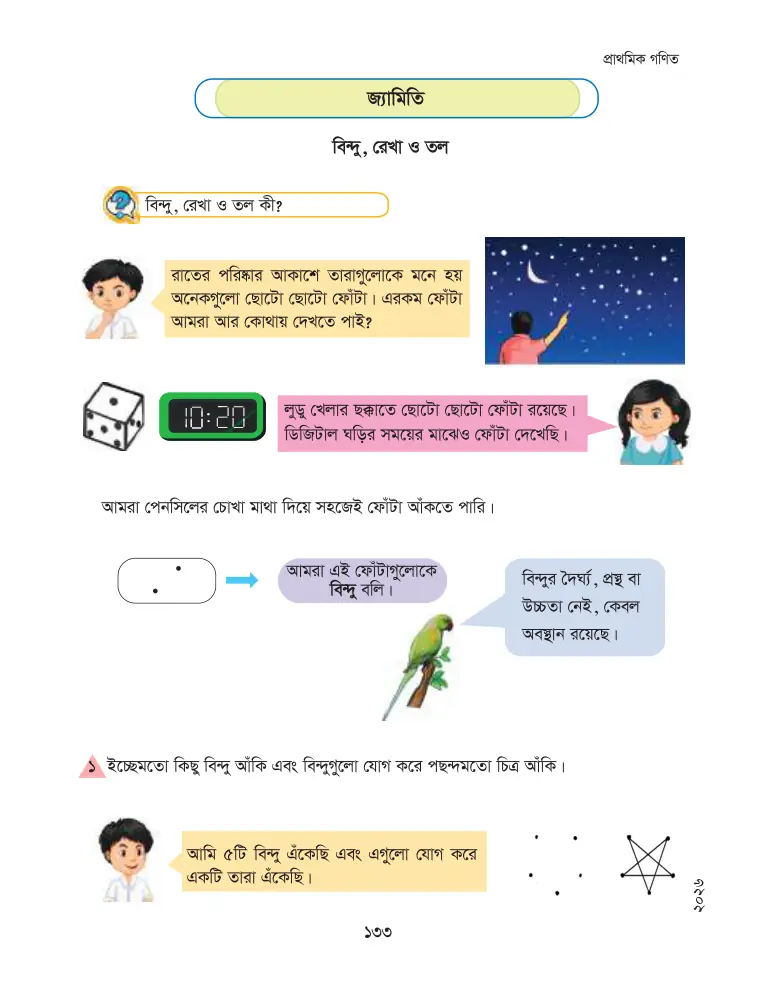 প্রাথমিক গণিত
জ্যামিতি
বিন্দু, রেখা ও তল
বিন্দু, রেখা ও তল কী?
রাতের পরিষ্কার আকাশে তারাগুলোকে মনে হয়
অনেকগুলো ছোটো ছোটো ফোঁটা। এরকম ফোঁটা
আমরা আর কোথায় দেখতে পাই?
10:20
লুডু খেলার ছক্কাতে ছোটো ছোটো ফোঁটা রয়েছে।
ডিজিটাল ঘড়ির সময়ের মাঝেও ফোঁটা দেখেছি।
আমরা পেনসিলের চোখা মাথা দিয়ে সহজেই ফোঁটা আঁকতে পারি।
আমরা এই ফোঁটাগুলোকে
বিন্দু বলি।
বিন্দুর দৈর্ঘ্য, প্রস্থ বা
উচ্চতা নেই, কেবল
অবস্থান রয়েছে।
১ ইচ্ছেমতো কিছু বিন্দু আঁকি এবং বিন্দুগুলো যোগ করে পছন্দমতো চিত্র আঁকি।
আমি ৫টি বিন্দু এঁকেছি এবং এগুলো যোগ করে
একটি তারা এঁকেছি।
২০২৬
১৩৩